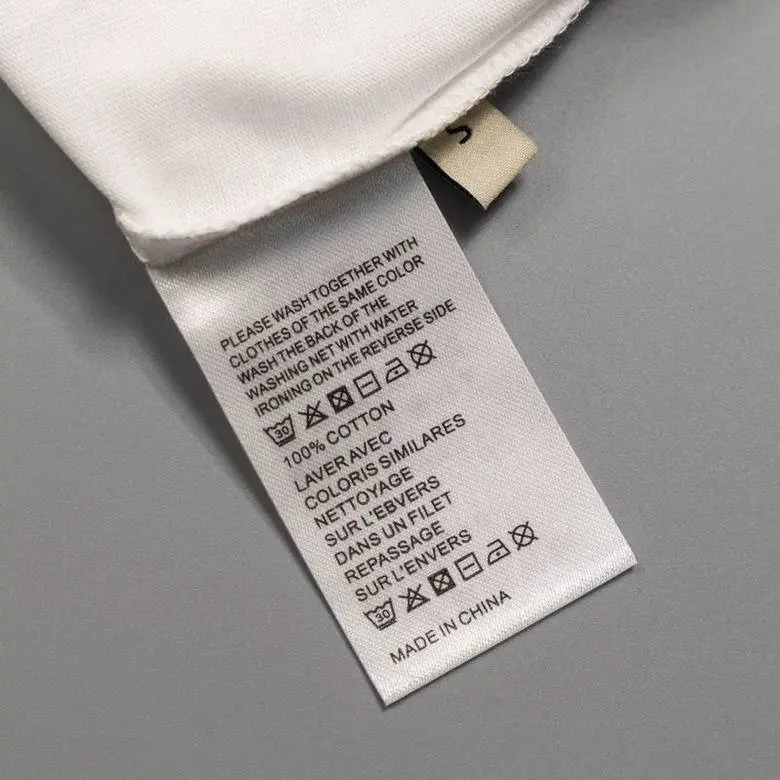 S
PLEASE WASH TOGETHER WITH
CLOTHES OF THE SAME COLOR
WASH THE BACK OF THE
WASHING NET WITH WATER
IRONING ON THE REVERSE SIDE
30
100% COTTON
LAVER AVEC
COLORIS SIMILARES
NETTOYAGE
SUR L'EBVERS
DANS UN FILET
REPASSAGE
SUR L'ENVERS
30
MADE IN CHINA